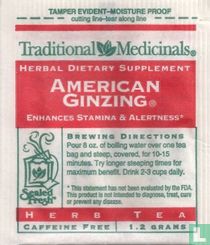 TAMPER EVIDENT–MOISTURE PROOF
cutting line–tear along line
Traditional Medicinals®
HERBAL DIETARY SUPPLEMENT
AMERICAN
GINZING®
ENHANCES STAMINA & ALERTNESS*
BREWING DIRECTIONS
Pour 8 oz. of boiling water over one tea
bag and steep, covered, for 10-15
minutes. Try longer steeping times for
maximum benefit. Drink 2-3 cups daily.
* This statement has not been evaluated by the FDA.
This product is not intended to diagnose, treat, cure
or prevent any disease.
Sealed
Fresh
HERB TEA
CAFFEINE FREE 1.2 GRAMS